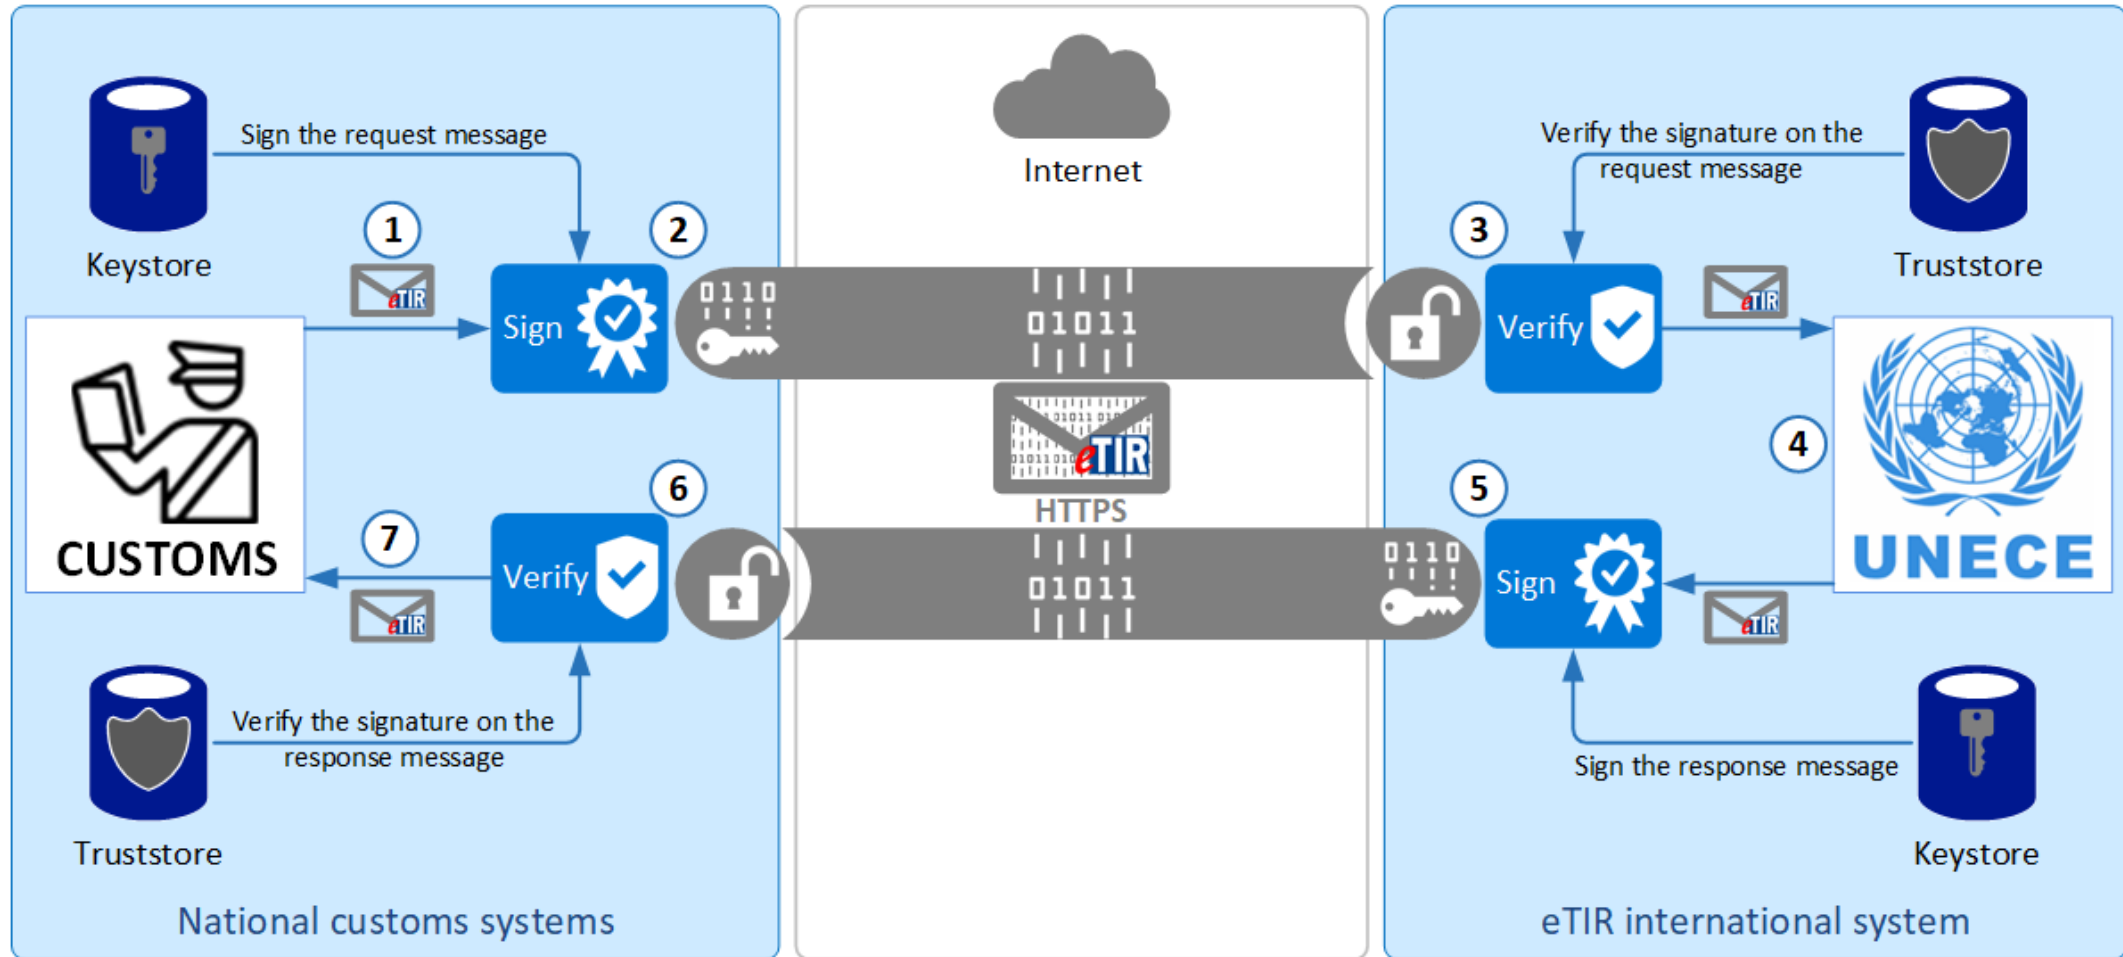 Internet
Sign the request message
Verify the signature on the
request message
Keystore
1
2
3
Truststore
eTIR
0110
01011
eTIR
Sign
Verify
eTIR
HTTPS
4
UNECE
CUSTOMS
7
6
5
Verify
01011
0110
Sign
eTIR
eTIR
Verify the signature on the
response message
Sign the response message
Truststore
Keystore
National customs systems
eTIR international system